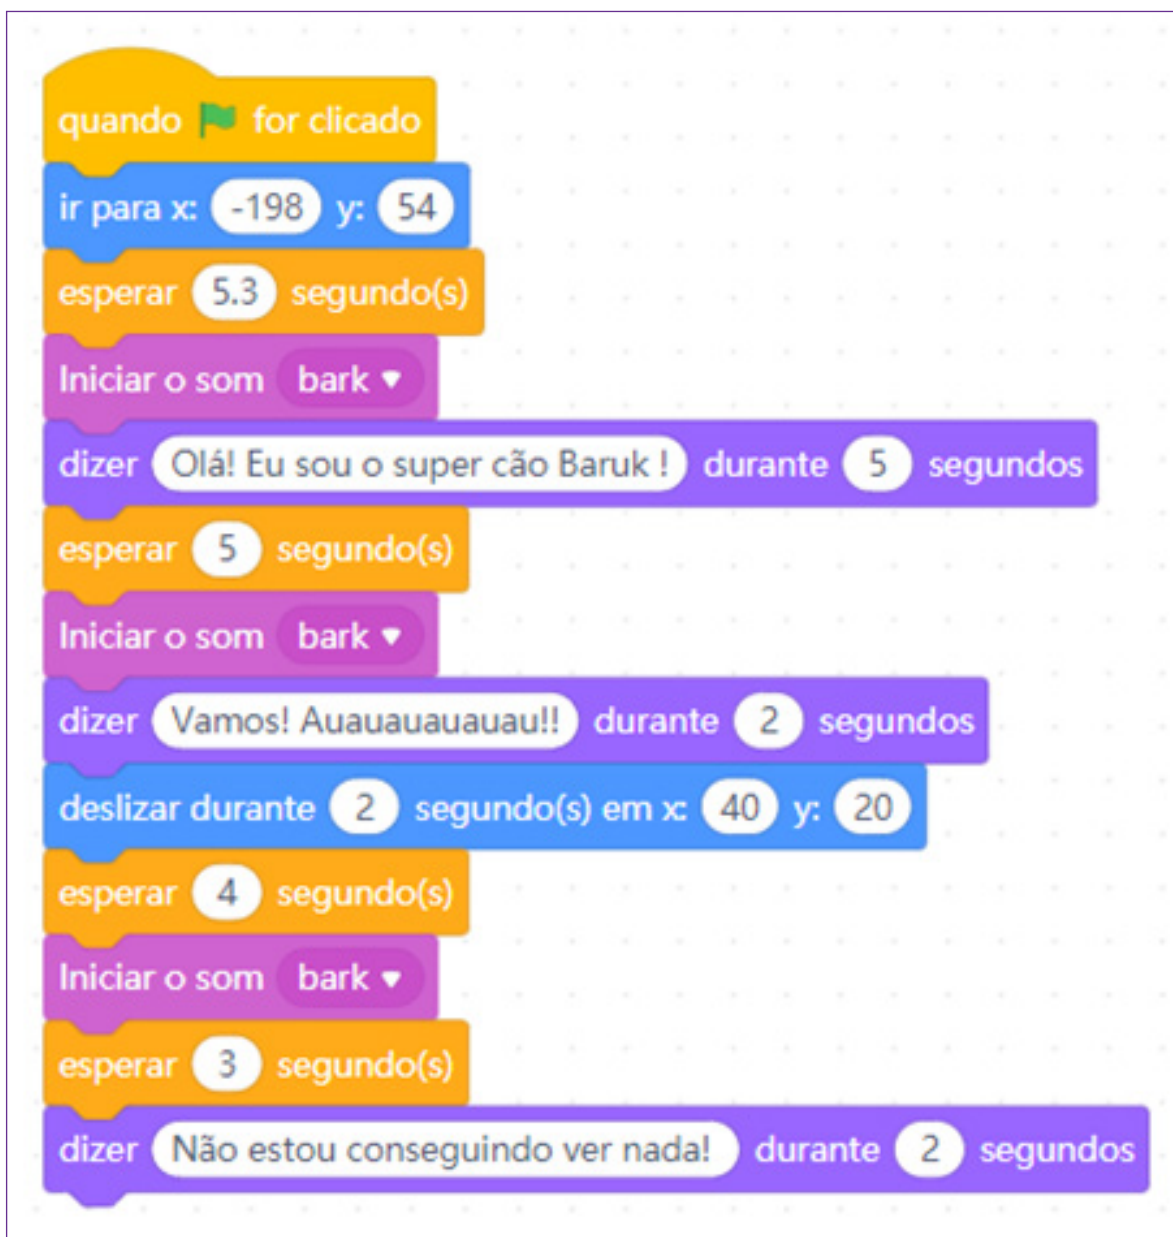 quando for clicado
ir para x: -198 y: 54
esperar 5.3 segundo(s)
Iniciar o som bark
dizer Olá! Eu sou o super cão Baruk ! durante 5 segundos
esperar 5 segundo(s)
Iniciar o som bark
dizer Vamos! Auauauauauau!! durante 2 segundos
deslizar durante 2 segundo(s) em x: 40 y: 20
esperar 4 segundo(s)
Iniciar o som bark
esperar 3 segundo(s)
dizer Não estou conseguindo ver nada! durante 2 segundos